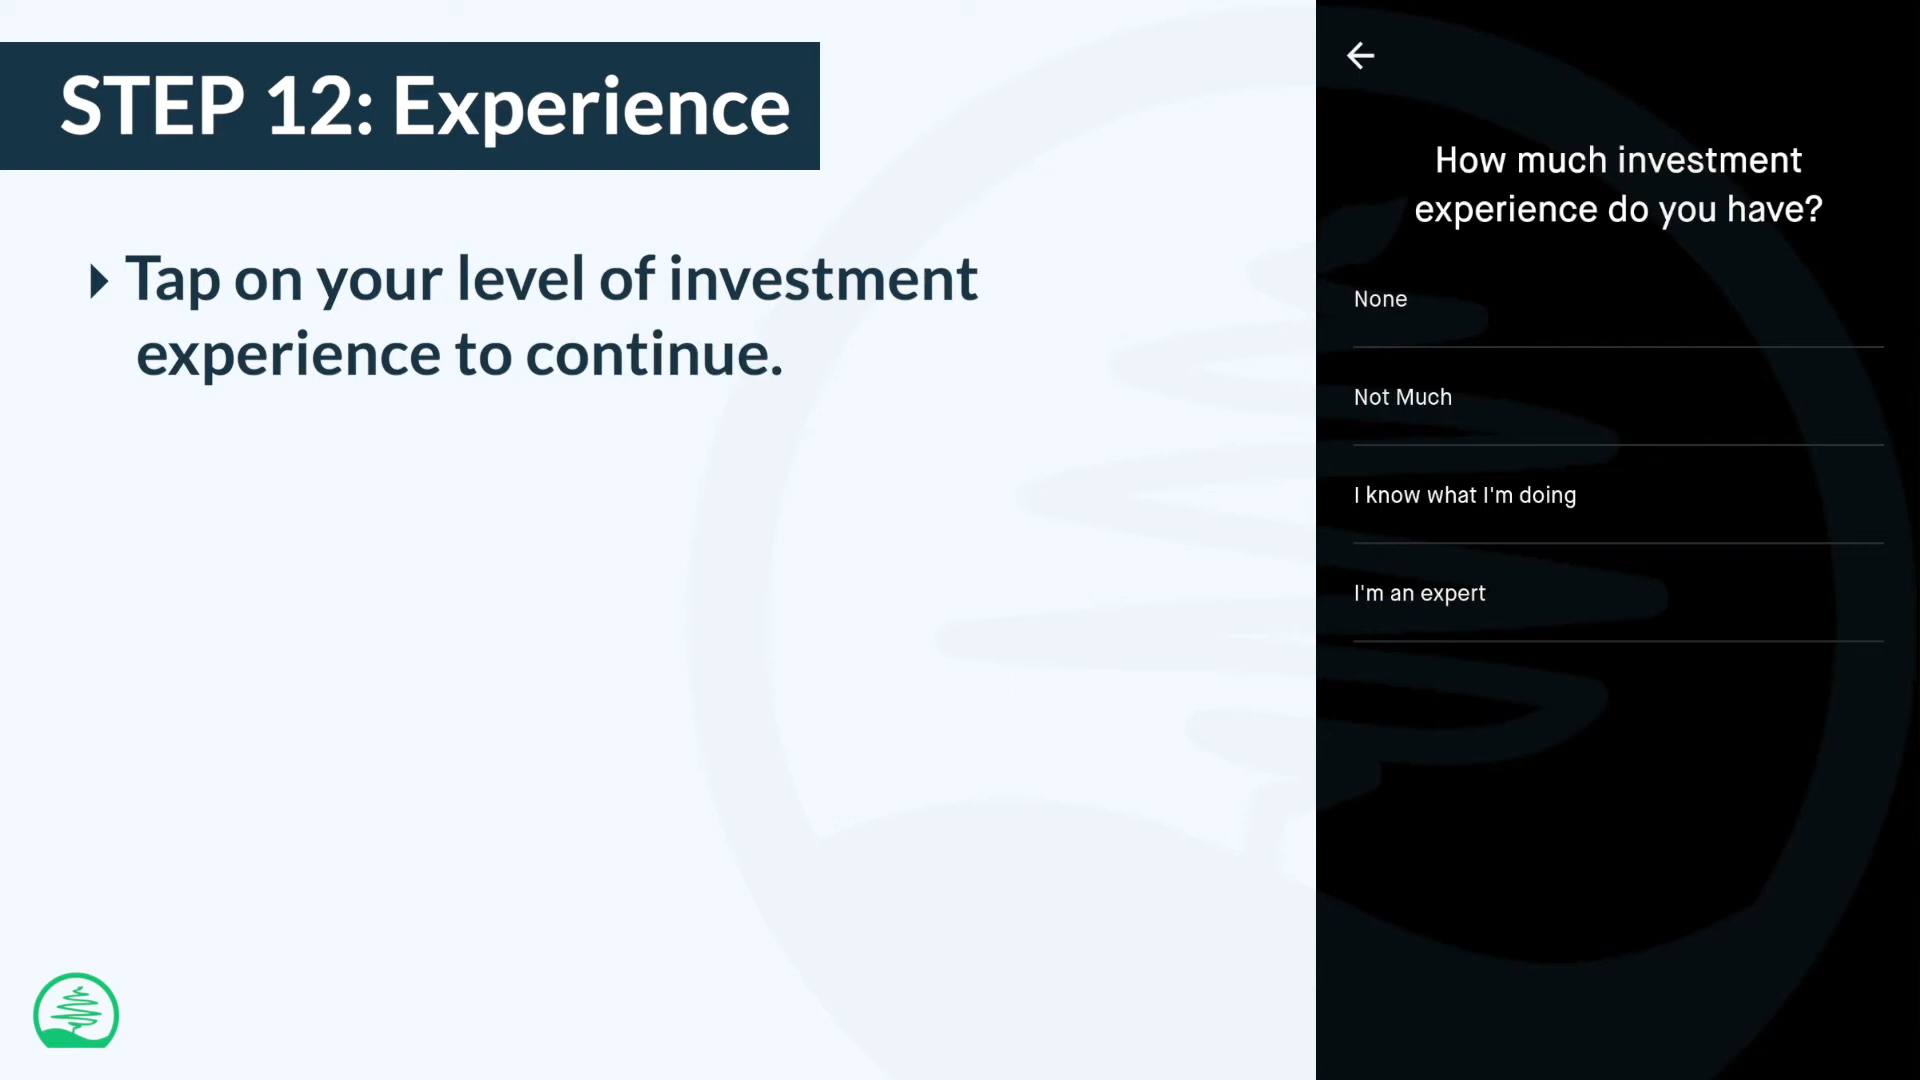 STEP 12: Experience
Tap on your level of investment
experience to continue.
How much investment
experience do you have?
None
Not Much
I know what I'm doing
I'm an expert